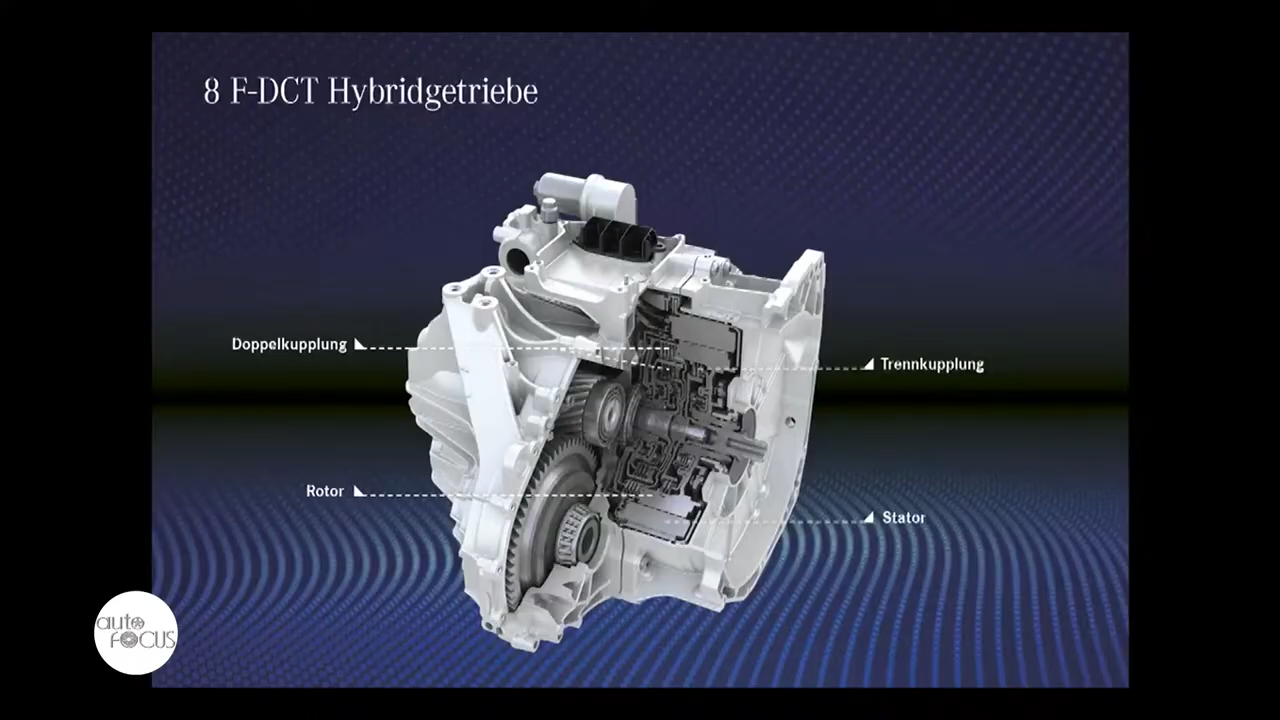 8 F-DCT Hybridgetriebe
Doppelkupplung
Trennkupplung
Rotor
Stator
auto
FOCUS